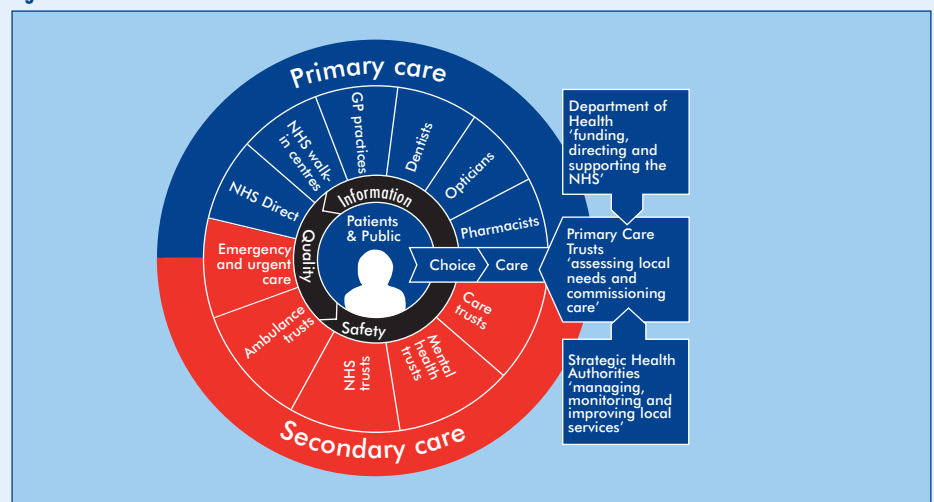 Primary care
NHS Direct
NHS walk-
in centres
GP practices
Dentists
Opticians
Pharmacists
Information
Quality
Safety
Patients
& Public
Choice
Care
Emergency
and urgent
care
Ambulance
trusts
NHS
trusts
Mental
health
trusts
Care
trusts
Secondary care
Department of
Health
‘funding,
directing and
supporting the
NHS’
Primary Care
Trusts
‘assessing local
needs and
commissioning
care’
Strategic Health
Authorities
‘managing,
monitoring and
improving local
services’